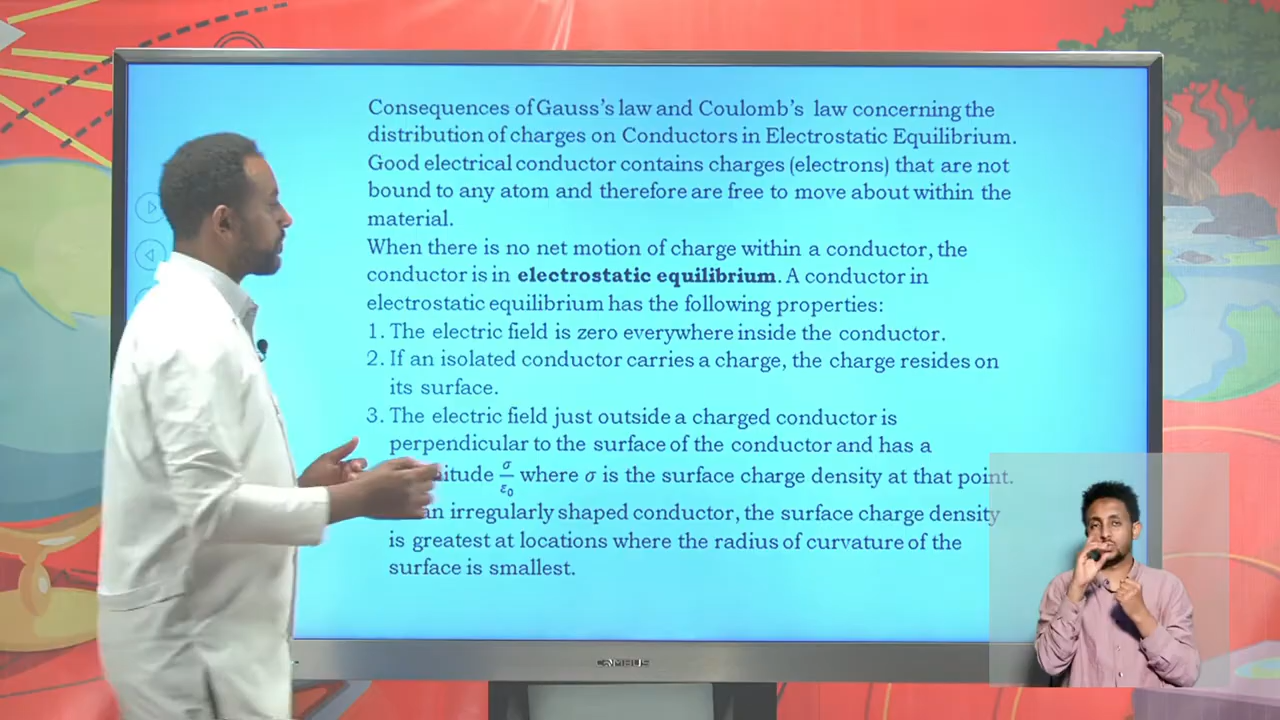 Consequences of Gauss's law and Coulomb's law concerning the
distribution of charges on Conductors in Electrostatic Equilibrium.
Good electrical conductor contains charges (electrons) that are not
bound to any atom and therefore are free to move about within the
material.
When there is no net motion of charge within a conductor, the
conductor is in electrostatic equilibrium. A conductor in
electrostatic equilibrium has the following properties:
1. The electric field is zero everywhere inside the conductor.
2. If an isolated conductor carries a charge, the charge resides on
its surface.
3. The electric field just outside a charged conductor is
perpendicular to the surface of the conductor and has a
σ/ε₀ where σ is the surface charge density at that point.
an irregularly shaped conductor, the surface charge density
is greatest at locations where the radius of curvature of the
surface is smallest.